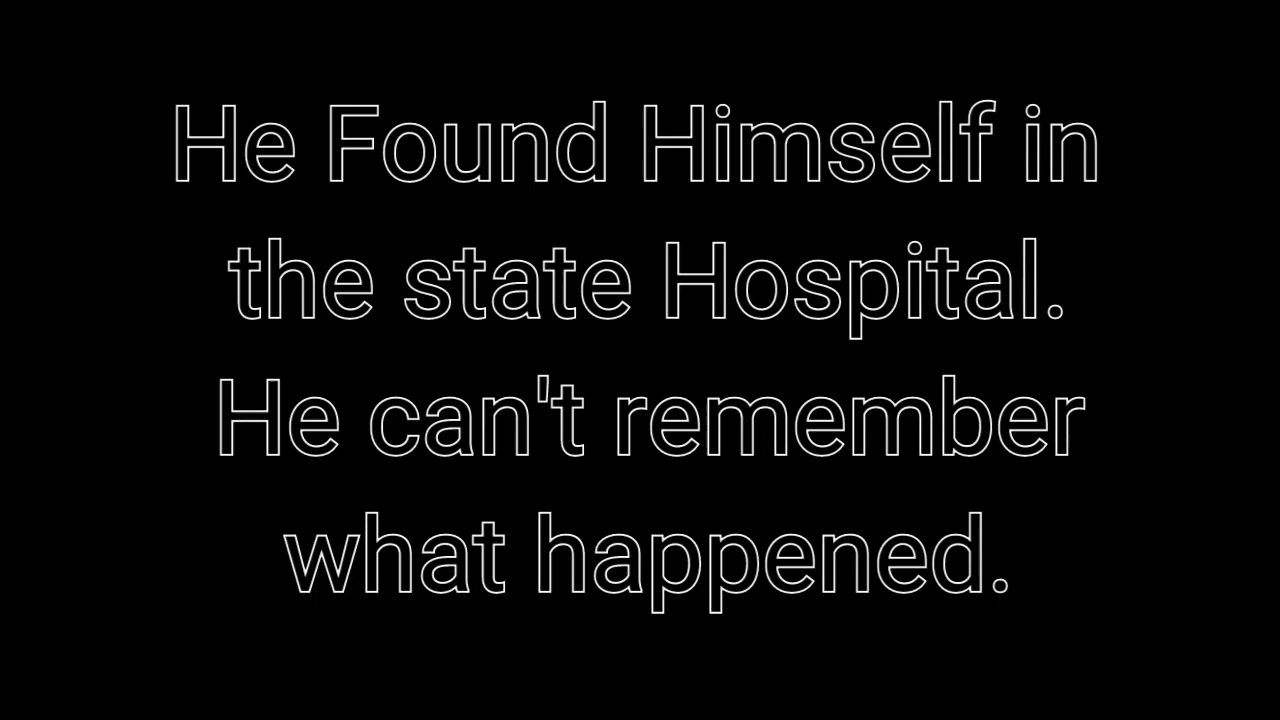 He Found Himself in
the state Hospital.
He can't remember
what happened.